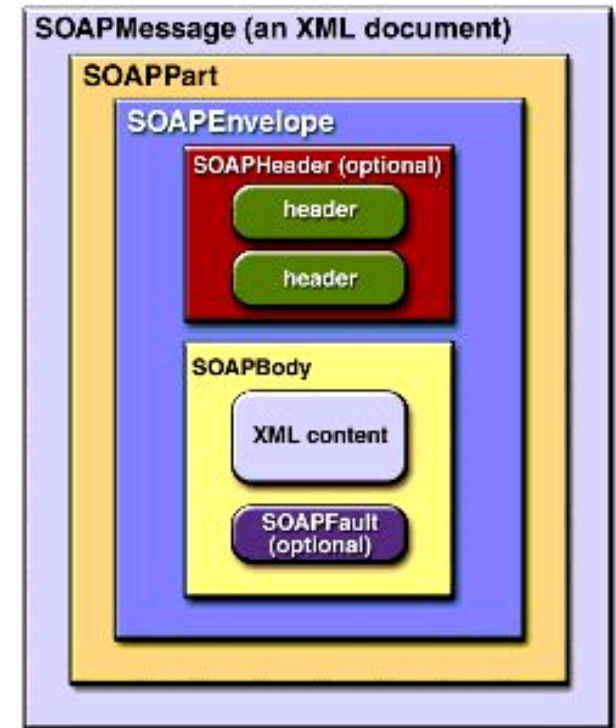 SOAPMessage (an XML document)
SOAPPart
SOAPEnvelope
SOAPHeader (optional)
header
header
SOAPBody
XML content
SOAPFault
(optional)